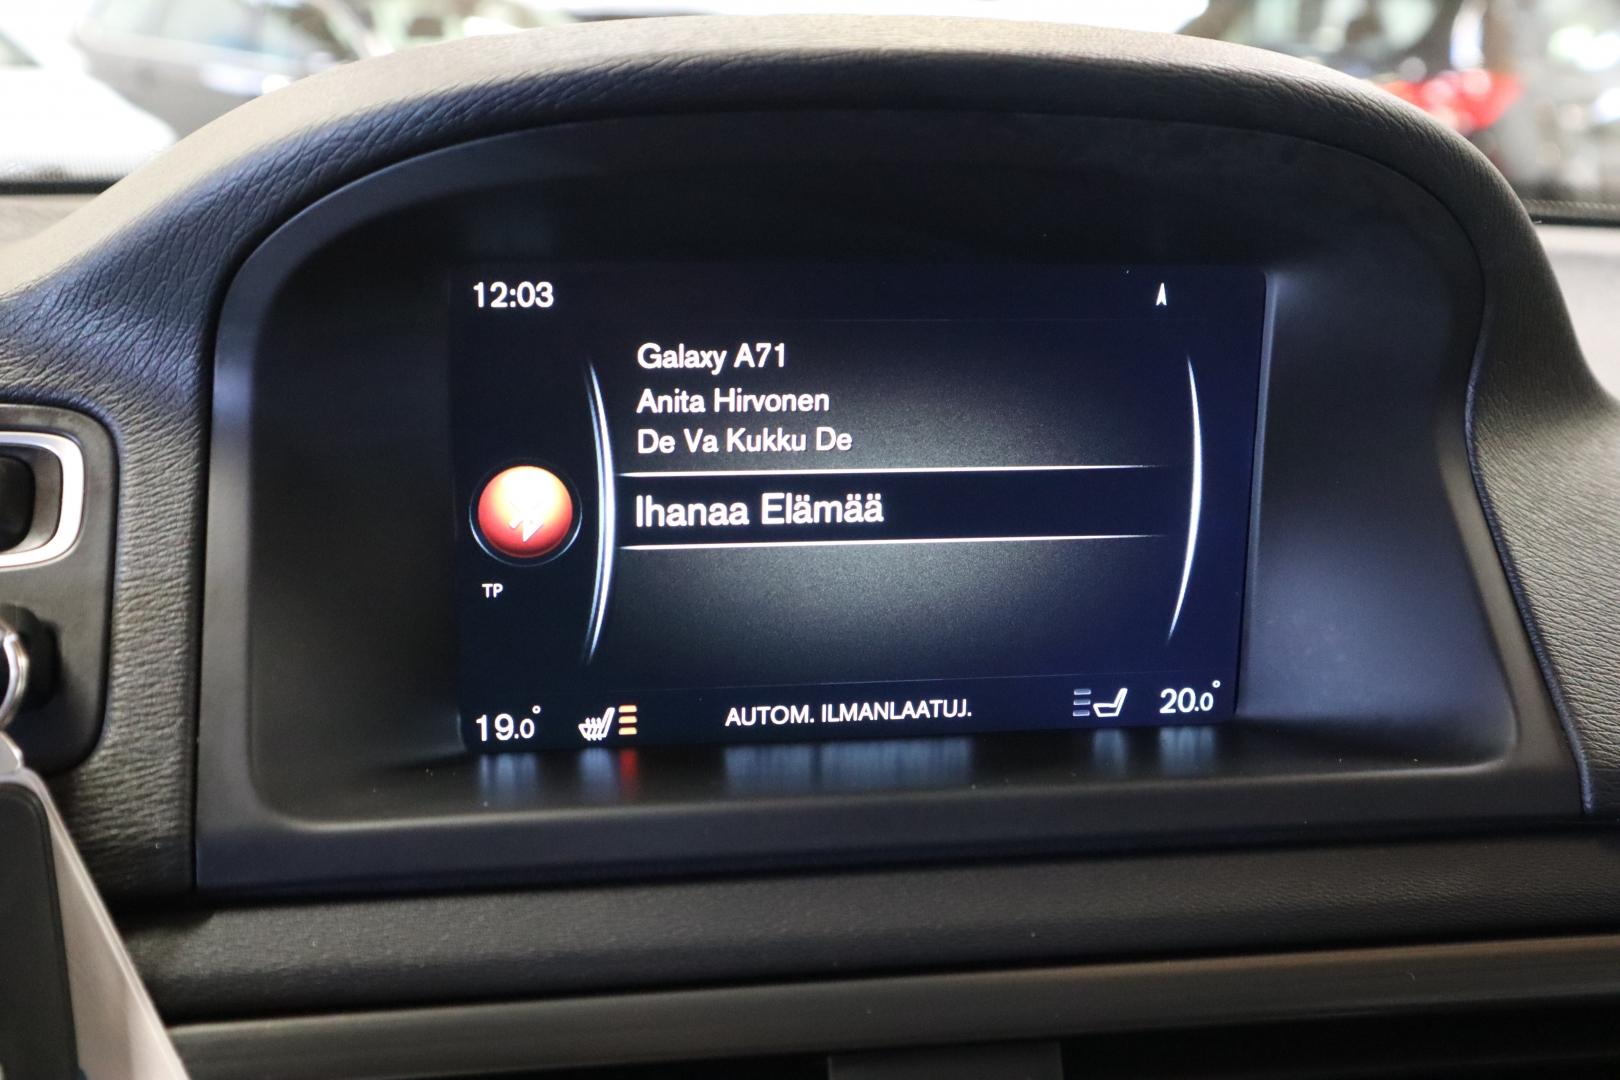 12:03
Galaxy A71
Anita Hirvonen
De Va Kukku De
Ihanaa Elämää
TP
19.0° AUTOM. ILMANLAATUJ. 20.0°